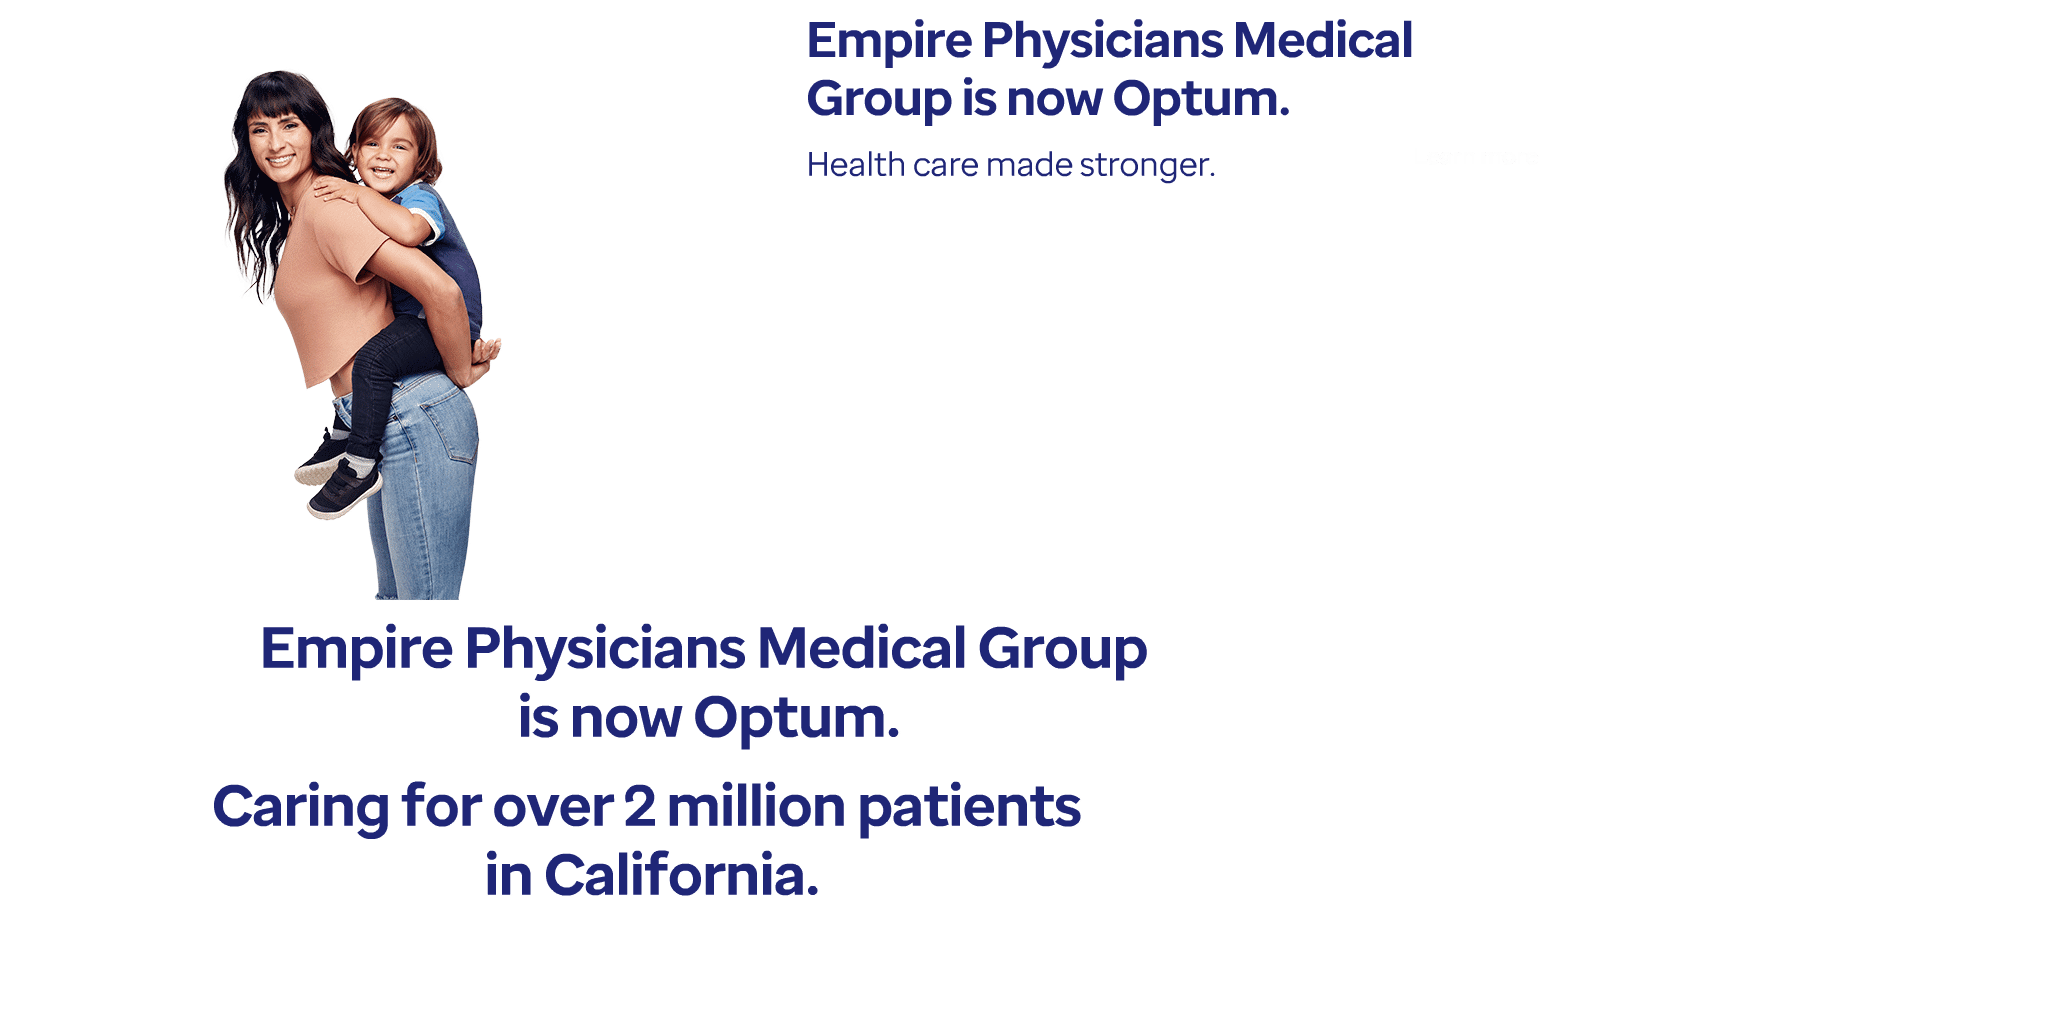 Empire Physicians Medical
Group is now Optum.
Health care made stronger.
Empire Physicians Medical Group
is now Optum.
Caring for over 2 million patients
in California.